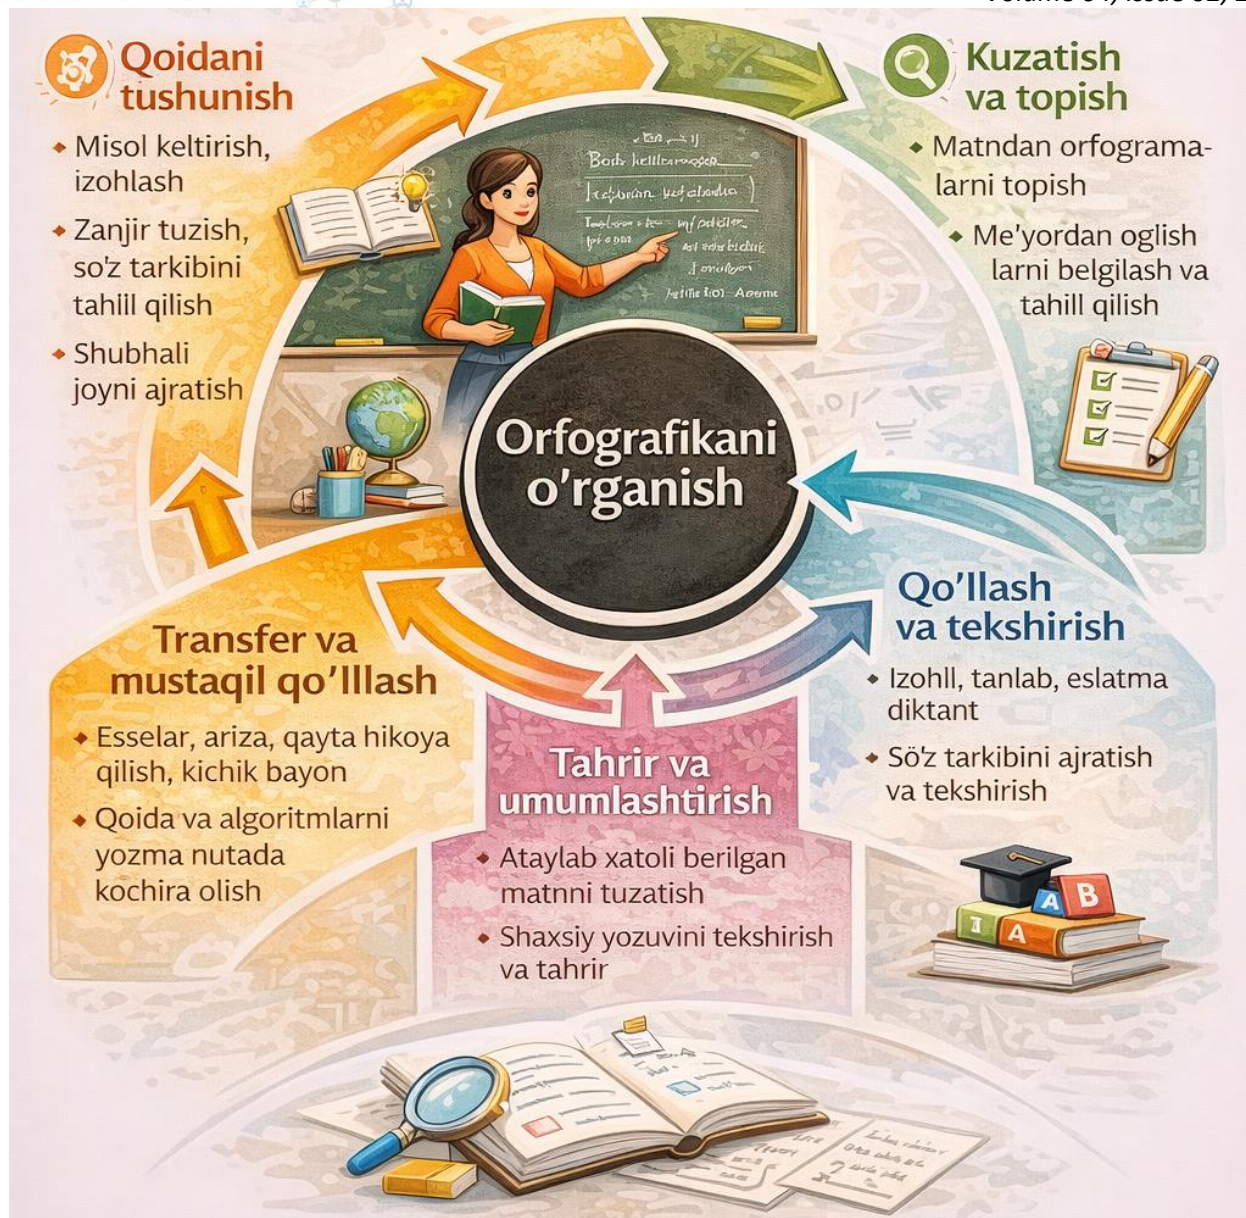 Qoidani
tushunish
Misol keltirish,
izohlash
Zanjir tuzish,
so'z tarkibini
tahlil qilish
Shubhali
joyni ajratish
Kuzatish
va topish
Matndan orfograma-
larni topish
Me'yordan oglish
larni belgilash va
tahill qilish
Orfografikani
o'rganish
Qo'llash
va tekshirish
Izohll, tanlab, eslatma
diktant
Sö'z tarkibini ajratish
va tekshirish
Transfer va
mustaqil qo'lllash
Esselar, ariza, qayta hikoya
qilish, kichik bayon
Qoida va algoritmlarni
yozma nutada
kochira olish
Tahrir va
umumlashtirish
Ataylab xatoli berilgan
matnni tuzatish
Shaxsiy yozuvini tekshirish
va tahrir
A
B
I
A